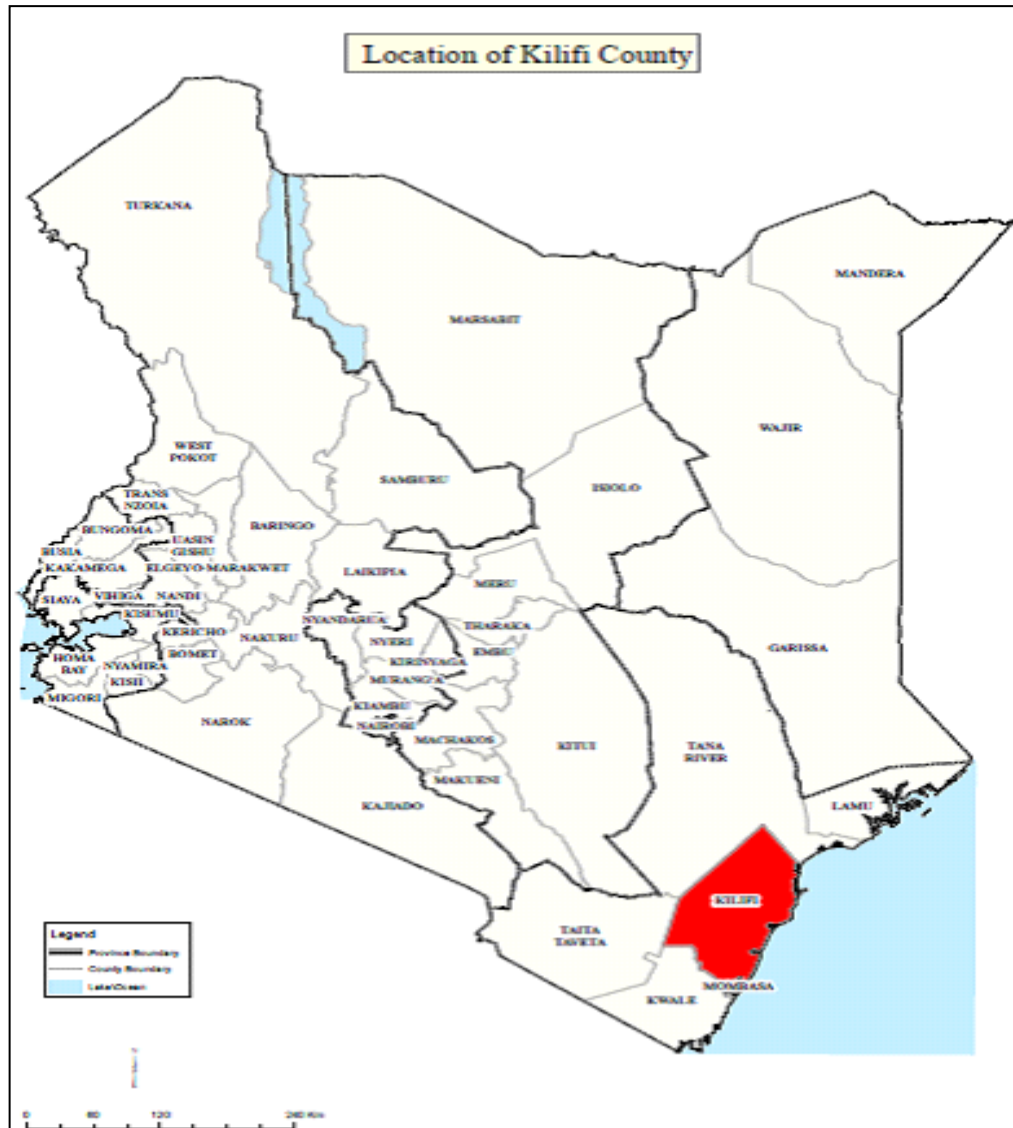 Location of Kilifi County
TURKANA
MANDERA
MARSABIT
WAJIR
WEST
POKOT
SAMBURU
ISIOLO
TRANS
NZOIA
BUNGOMA
BARINGO
UASIN
GISHU
BUSIA
KAKAMEGA
ELGEYO-MARAKWET
LAIKIPIA
MERU
SIAYA
VIHIGA
NANDI
KISUMU
NYANDARUA
THARAKA
KERICHO
NAKURU
NYERI
EMBU
GARISSA
HOMA
BAY
NYAMIRA
BOMET
KIRINYAGA
KISII
MURANG'A
MIGORI
KIAMBU
NAROK
NAIROBI
MACHAKOS
KITUI
TANA
RIVER
MAKUENI
KAJIADO
LAMU
KILIFI
TAITA
TAVETA
MOMBASA
KWALE
Legend
Province Boundary
County Boundary
Lake/Ocean
0 60 120 240 Km